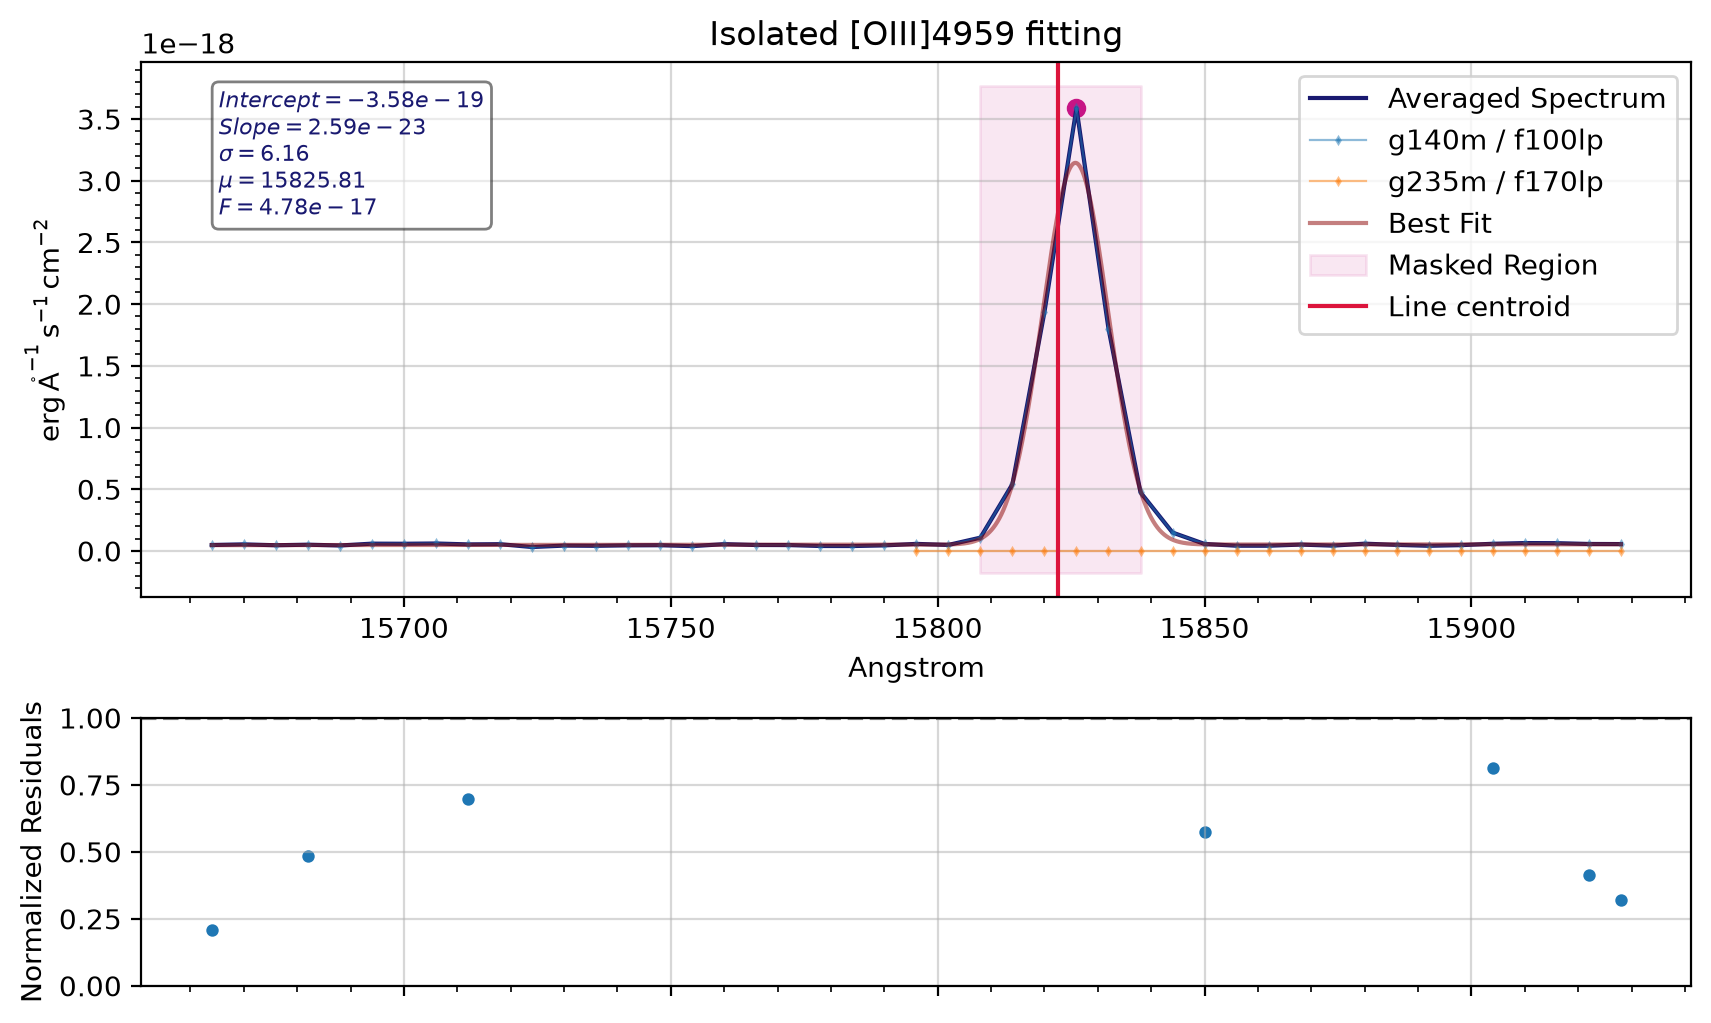 Isolated [OIII]4959 fitting
1e−18
Intercept = −3.58e − 19
Slope = 2.59e − 23
σ = 6.16
μ = 15825.81
F = 4.78e − 17
Averaged Spectrum
g140m / f100lp
g235m / f170lp
Best Fit
Masked Region
Line centroid
erg Å⁻¹ s⁻¹ cm⁻²
3.5
3.0
2.5
2.0
1.5
1.0
0.5
0.0
15700 15750 15800 15850 15900
Angstrom
Normalized Residuals
1.00
0.75
0.50
0.25
0.00